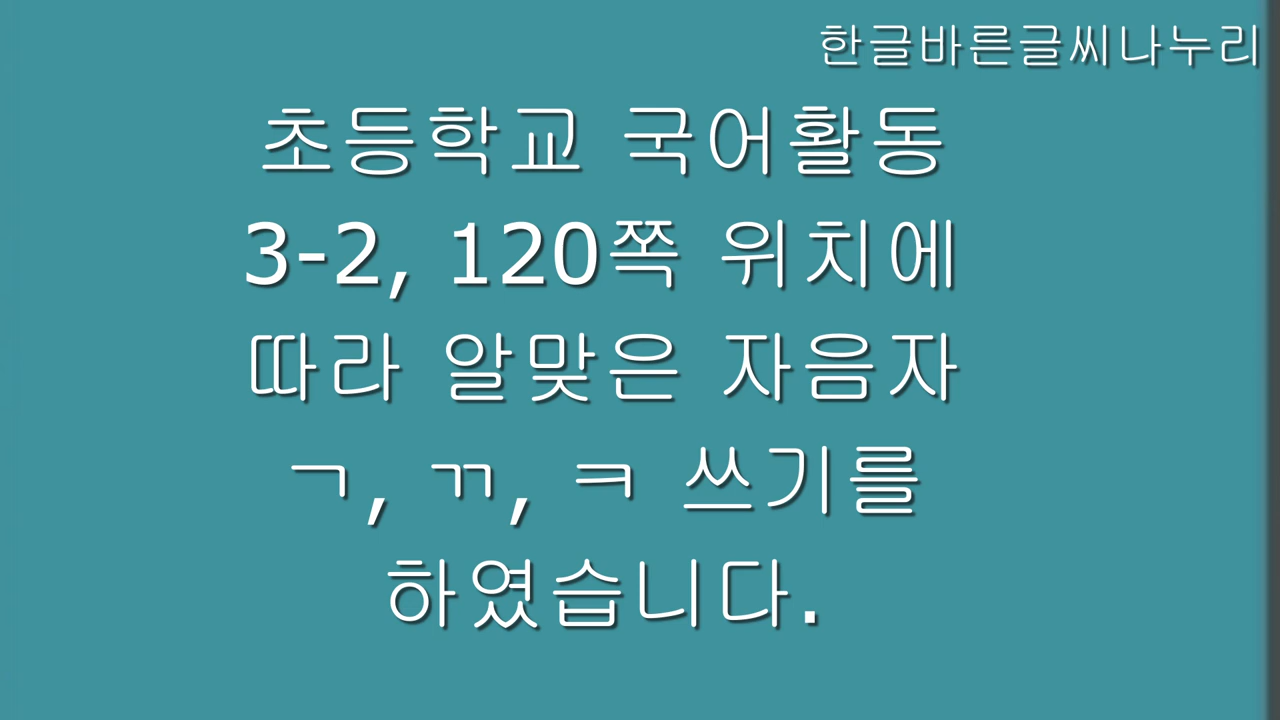 한글바른글씨나누리
초등학교 국어활동
3-2, 120쪽 위치에
따라 알맞은 자음자
ㄱ, ㄲ, ㅋ 쓰기를
하였습니다.